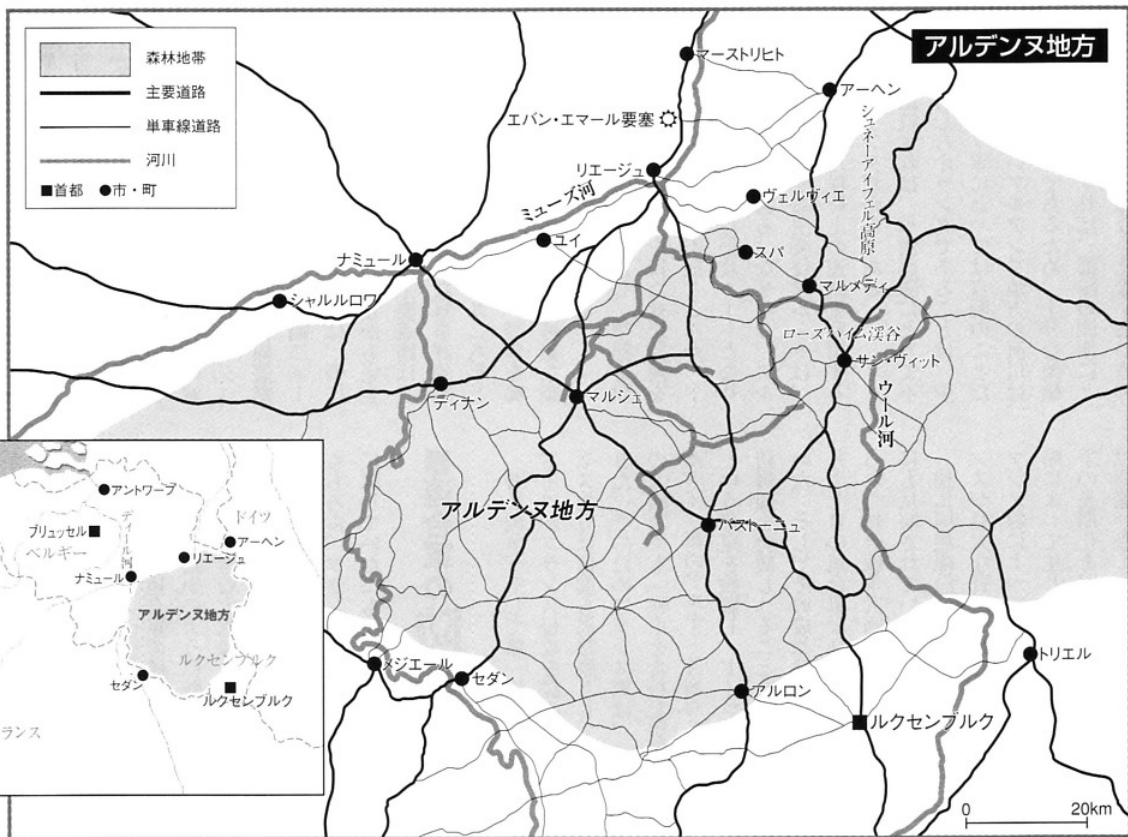 アルデンヌ地方
森林地帯
主要道路
単車線道路
河川
■首都 ●市・町
マーストリヒト
アーヘン
エバン・エマール要塞
リエージュ
シュネーアイフェル高原
ミューズ河
ヴェルヴィエ
ユイ
スパ
ナミュール
マルメディ
シャルルロワ
ローズハイム渓谷
サン・ヴィット
ディナン
マルシェ
ウール河
アルデンヌ地方
バストーニュ
メジエール
セダン
アルロン
トリエル
ルクセンブルク
0 20km
アントワープ
ブリュッセル
ディール河
ドイツ
ベルギー
アーヘン
リエージュ
ナミュール
アルデンヌ地方
ルクセンブルク
セダン
ルクセンブルク
ランス